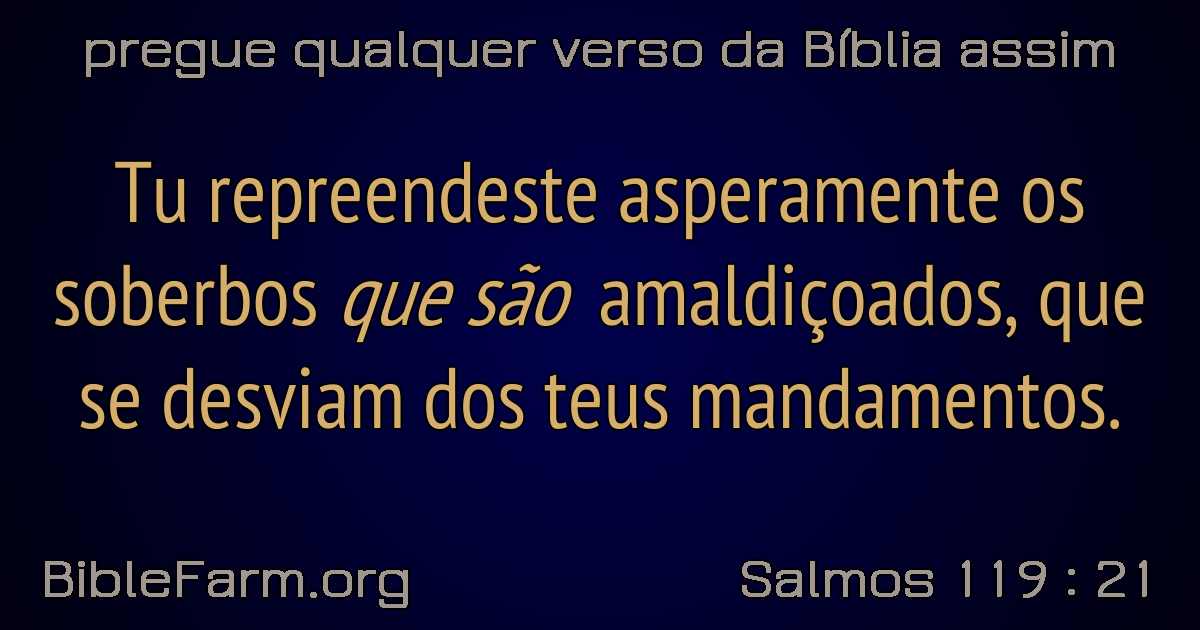 pregue qualquer verso da Bíblia assim
Tu repreendeste asperamente os
soberbos que são amaldiçoados, que
se desviam dos teus mandamentos.
BibleFarm.org
Salmos 119 : 21